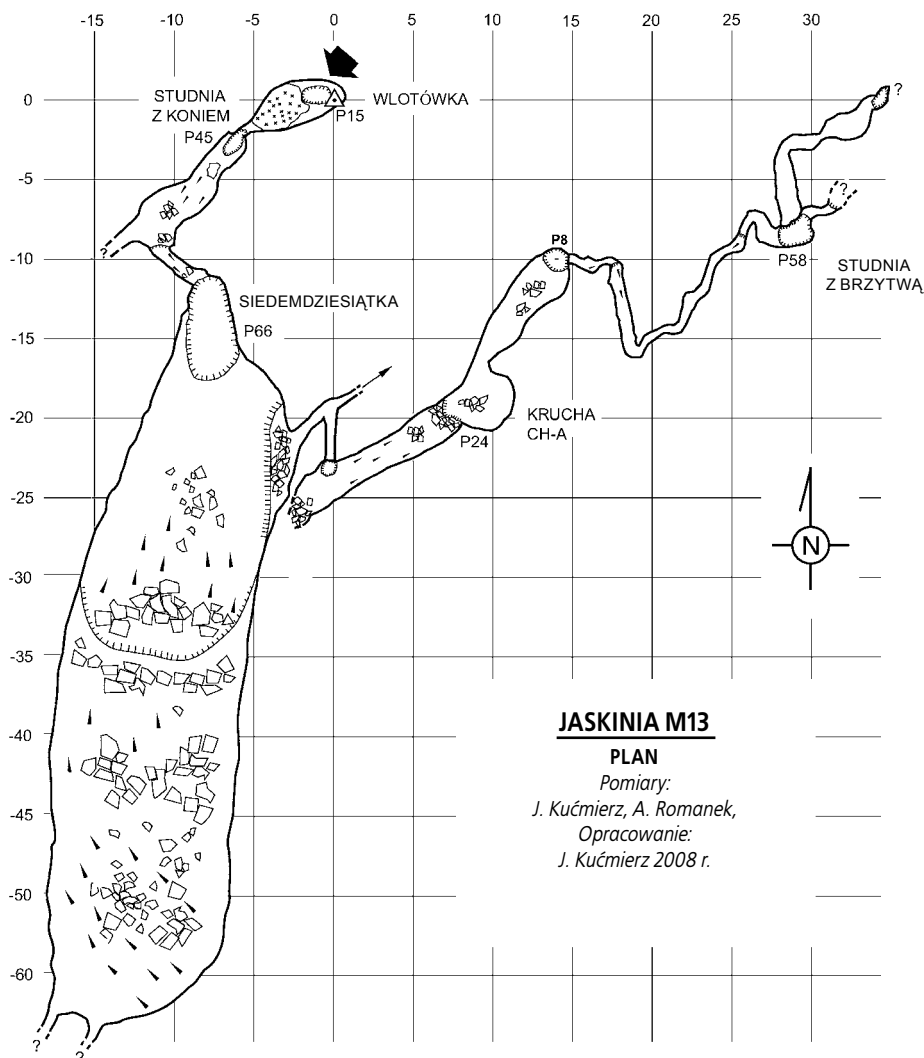 -15 -10 -5 0 5 10 15 20 25 30
0
-5
-10
-15
-20
-25
-30
-35
-40
-45
-50
-55
-60
STUDNIA
Z KONIEM
P45
WLOTÓWKA
P15
?
?
?
P8
P58
STUDNIA
Z BRZYTWĄ
SIEDEMDZIESIĄTKA
P66
KRUCHA
CH-A
P24
N
JASKINIA M13
PLAN
Pomiary:
J. Kućmierz, A. Romanek,
Opracowanie:
J. Kućmierz 2008 r.
?
?